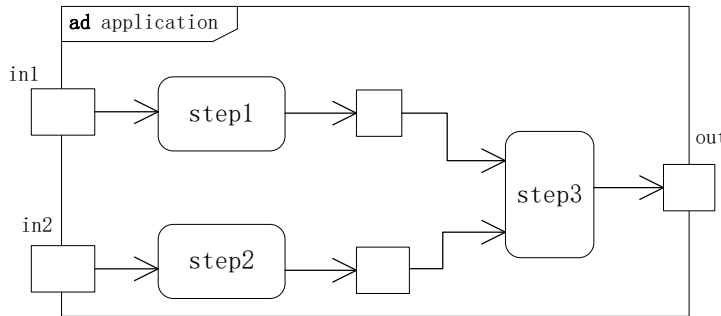 ad application
in1
step1
out
step3
in2
step2